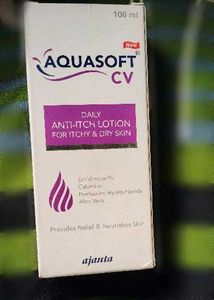 100 ml
New
AQUASOFT
CV
DAILY
ANTI-ITCH LOTION
FOR ITCHY & DRY SKIN
Enriched with
Calamine
Pramoxine Hydrochloride
Aloe Vera
Provides Relief & Nourishes Skin
ajanta